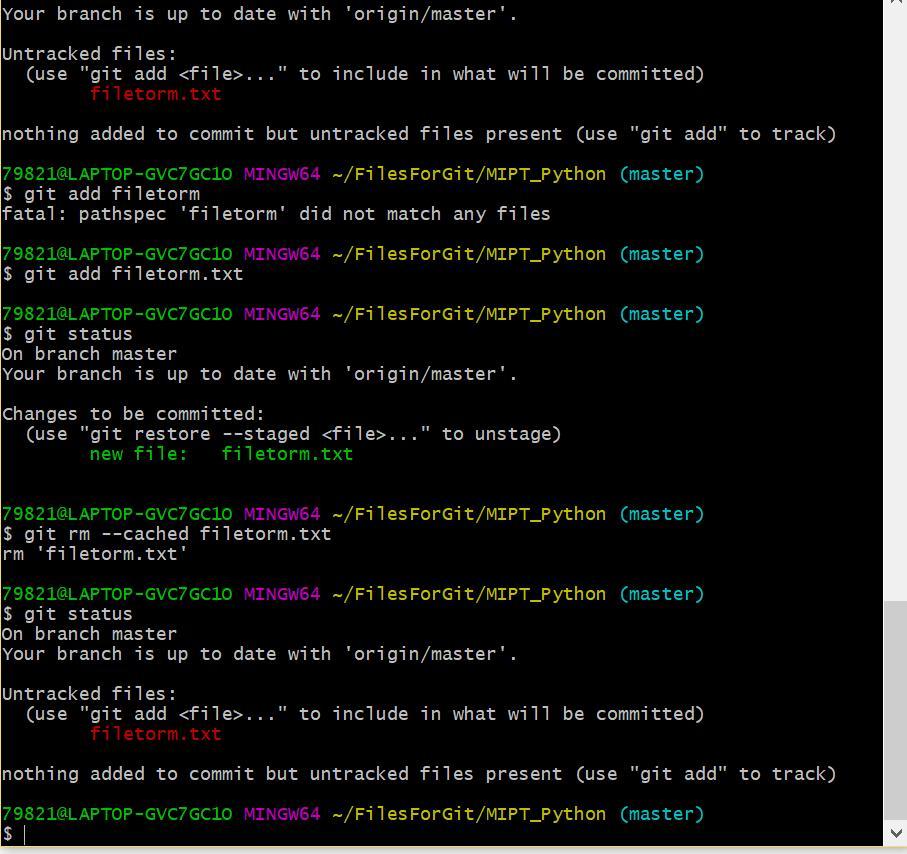 Your branch is up to date with 'origin/master'.
Untracked files:
  (use "git add <file>..." to include in what will be committed)
        filetorm.txt
nothing added to commit but untracked files present (use "git add" to track)
79821@LAPTOP-GVC7GC1O MINGW64 ~/FilesForGit/MIPT_Python (master)
$ git add filetorm
fatal: pathspec 'filetorm' did not match any files
79821@LAPTOP-GVC7GC1O MINGW64 ~/FilesForGit/MIPT_Python (master)
$ git add filetorm.txt
79821@LAPTOP-GVC7GC1O MINGW64 ~/FilesForGit/MIPT_Python (master)
$ git status
On branch master
Your branch is up to date with 'origin/master'.
Changes to be committed:
  (use "git restore --staged <file>..." to unstage)
        new file:   filetorm.txt
79821@LAPTOP-GVC7GC1O MINGW64 ~/FilesForGit/MIPT_Python (master)
$ git rm --cached filetorm.txt
rm 'filetorm.txt'
79821@LAPTOP-GVC7GC1O MINGW64 ~/FilesForGit/MIPT_Python (master)
$ git status
On branch master
Your branch is up to date with 'origin/master'.
Untracked files:
  (use "git add <file>..." to include in what will be committed)
        filetorm.txt
nothing added to commit but untracked files present (use "git add" to track)
79821@LAPTOP-GVC7GC1O MINGW64 ~/FilesForGit/MIPT_Python (master)
$